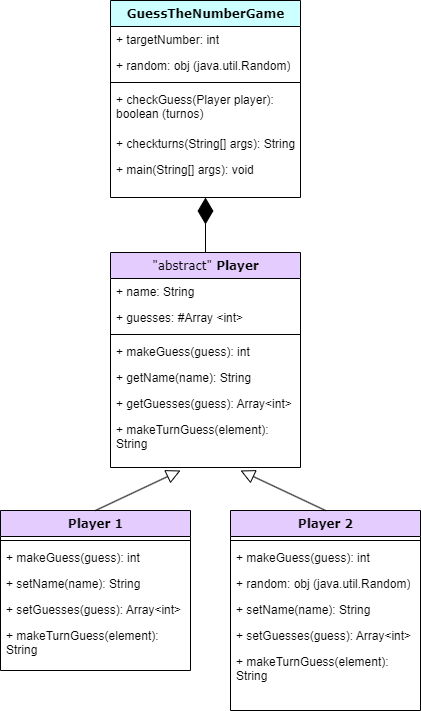 GuessTheNumberGame
+ targetNumber: int
+ random: obj (java.util.Random)
+ checkGuess(Player player):
boolean (turnos)
+ checkturns(String[] args): String
+ main(String[] args): void
"abstract" Player
+ name: String
+ guesses: #Array <int>
+ makeGuess(guess): int
+ getName(name): String
+ getGuesses(guess): Array<int>
+ makeTurnGuess(element):
String
Player 1
+ makeGuess(guess): int
+ setName(name): String
+ setGuesses(guess): Array<int>
+ makeTurnGuess(element):
String
Player 2
+ makeGuess(guess): int
+ random: obj (java.util.Random)
+ setName(name): String
+ setGuesses(guess): Array<int>
+ makeTurnGuess(element):
String